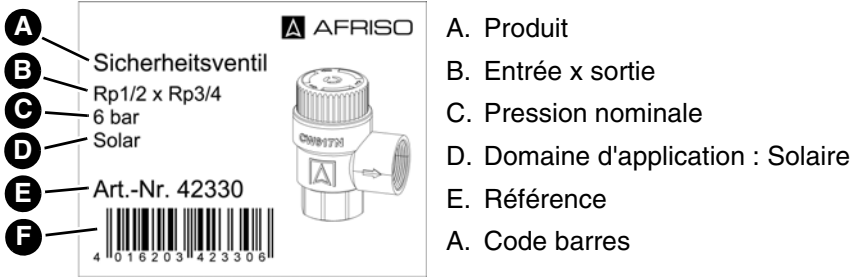 A
B
C
D
E
F
AFRISO
Sicherheitsventil
Rp1/2 x Rp3/4
6 bar
Solar
CW617N
Art.-Nr. 42330
4 016203 423306
A. Produit
B. Entrée x sortie
C. Pression nominale
D. Domaine d'application : Solaire
E. Référence
A. Code barres